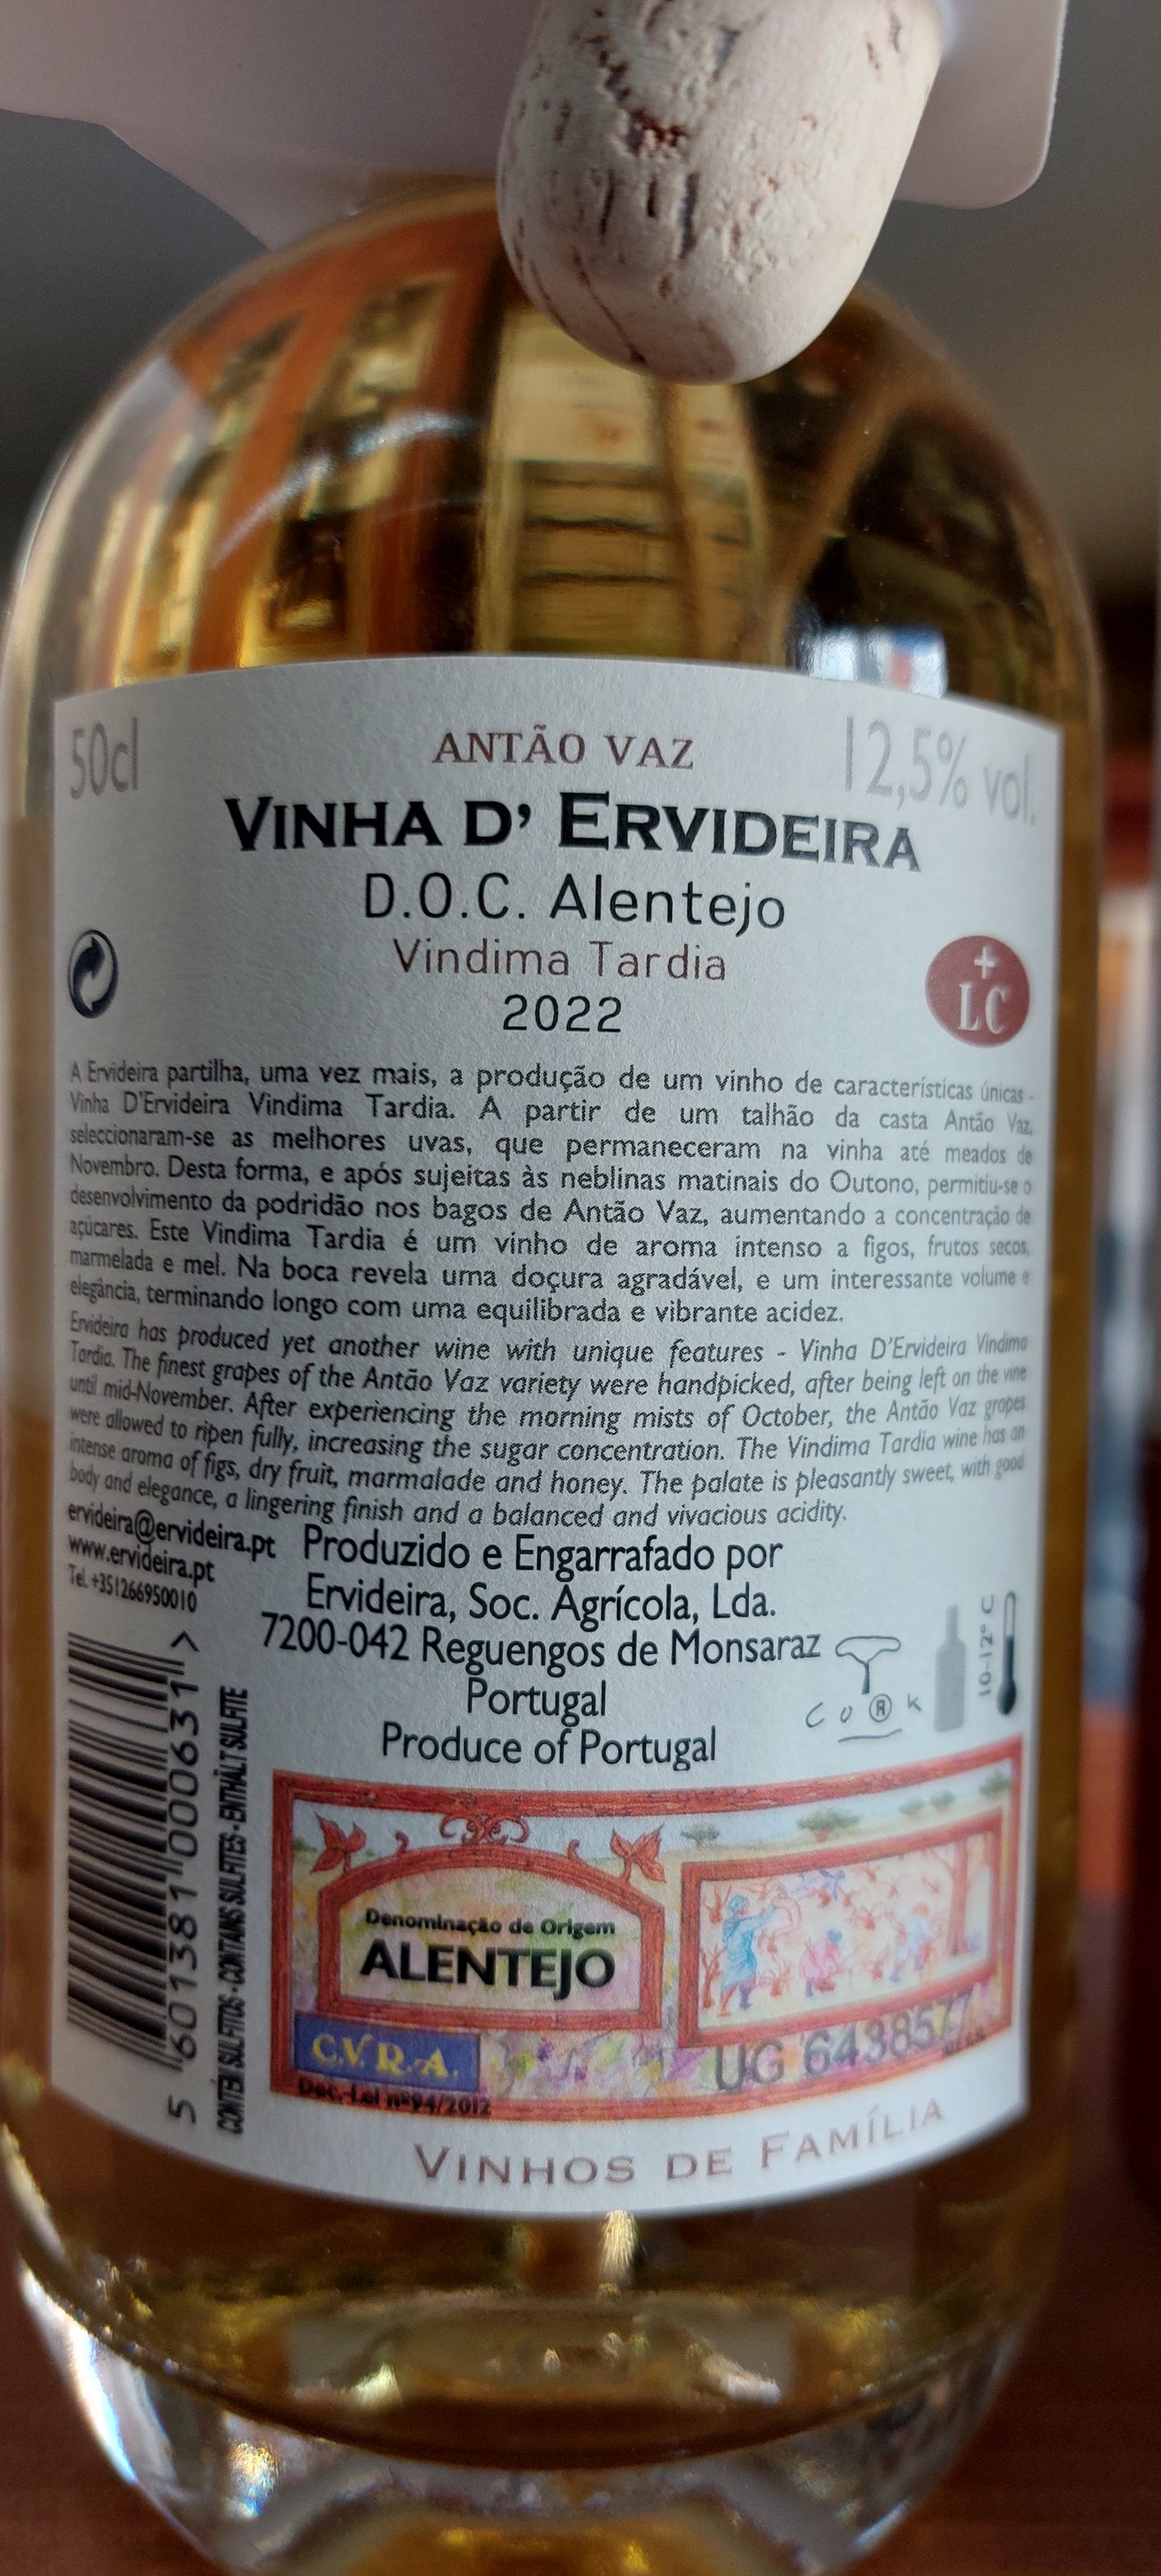 50cl
ANTÃO VAZ
12,5% vol.
VINHA D' ERVIDEIRA
D.O.C. Alentejo
Vindima Tardia
2022
+
LC
A Ervideira partilha, uma vez mais, a produção de um vinho de características únicas -
Vinha D'Ervideira Vindima Tardia. A partir de um talhão da casta Antão Vaz,
seleccionaram-se as melhores uvas, que permaneceram na vinha até meados de
Novembro. Desta forma, e após sujeitas às neblinas matinais do Outono, permitiu-se o
desenvolvimento da podridão nos bagos de Antão Vaz, aumentando a concentração de
açúcares. Este Vindima Tardia é um vinho de aroma intenso a figos, frutos secos,
marmelada e mel. Na boca revela uma doçura agradável, e um interessante volume e
elegância, terminando longo com uma equilibrada e vibrante acidez.
Ervideira has produced yet another wine with unique features - Vinha D'Ervideira Vindima
Tardia. The finest grapes of the Antão Vaz variety were handpicked, after being left on the vine
until mid-November. After experiencing the morning mists of October, the Antão Vaz grapes
were allowed to ripen fully, increasing the sugar concentration. The Vindima Tardia wine has an
intense aroma of figs, dry fruit, marmalade and honey. The palate is pleasantly sweet, with good
body and elegance, a lingering finish and a balanced and vivacious acidity.
ervideira@ervideira.pt
www.ervideira.pt
Tel. +351266950010
Produzido e Engarrafado por
Ervideira, Soc. Agrícola, Lda.
7200-042 Reguengos de Monsaraz
Portugal
Produce of Portugal
CORK
10-12° C
5 601381 000631 >
CONTÉM SULFITOS - CONTAINS SULFITES - ENTHÄLT SULFITE
Denominação de Origem
ALENTEJO
C.V.R.A.
Dec.-Lei nº94/2012
UG 6438577
VINHOS DE FAMÍLIA